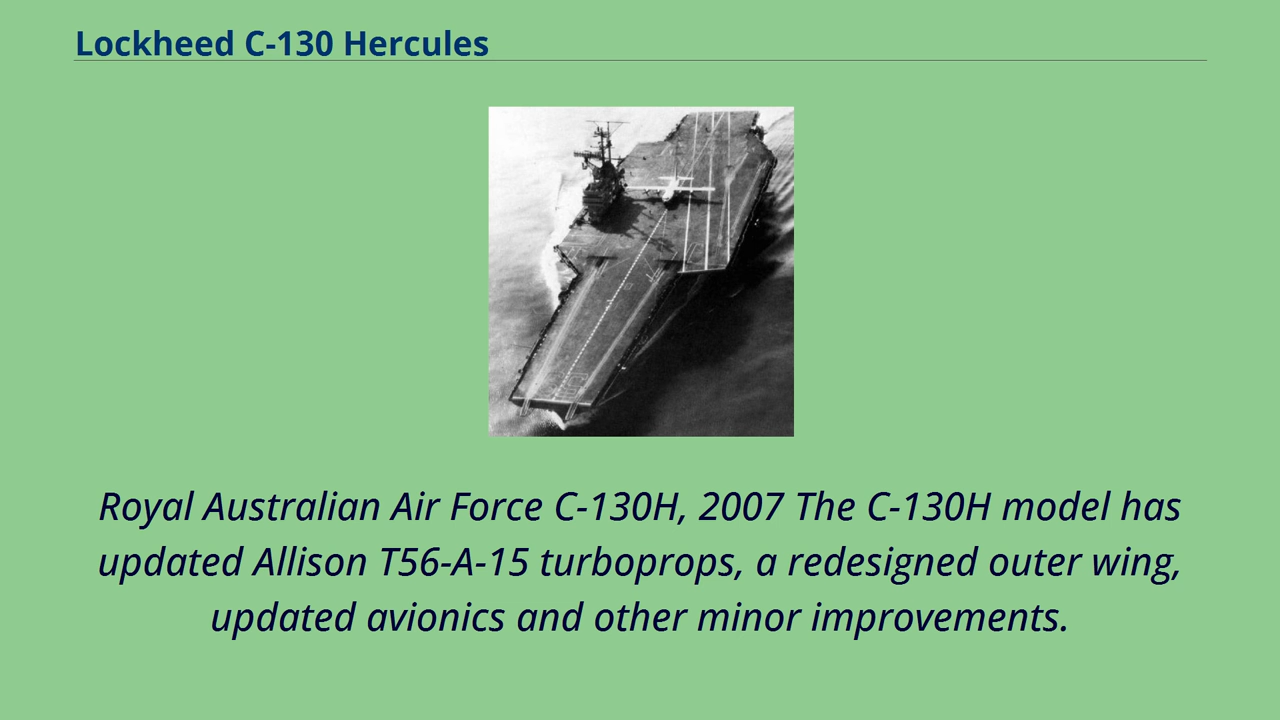 Lockheed C-130 Hercules
Royal Australian Air Force C-130H, 2007 The C-130H model has
updated Allison T56-A-15 turboprops, a redesigned outer wing,
updated avionics and other minor improvements.